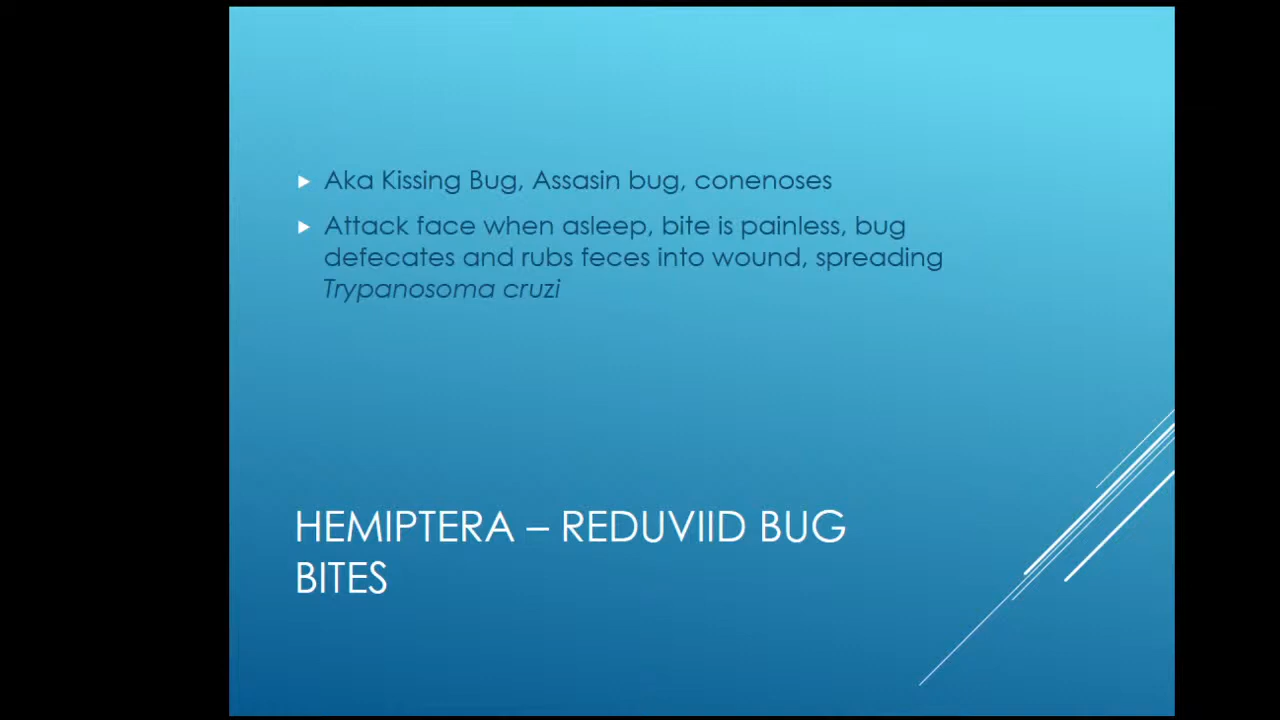 Aka Kissing Bug, Assasin bug, conenoses
Attack face when asleep, bite is painless, bug
defecates and rubs feces into wound, spreading
Trypanosoma cruzi
HEMIPTERA – REDUVIID BUG
BITES